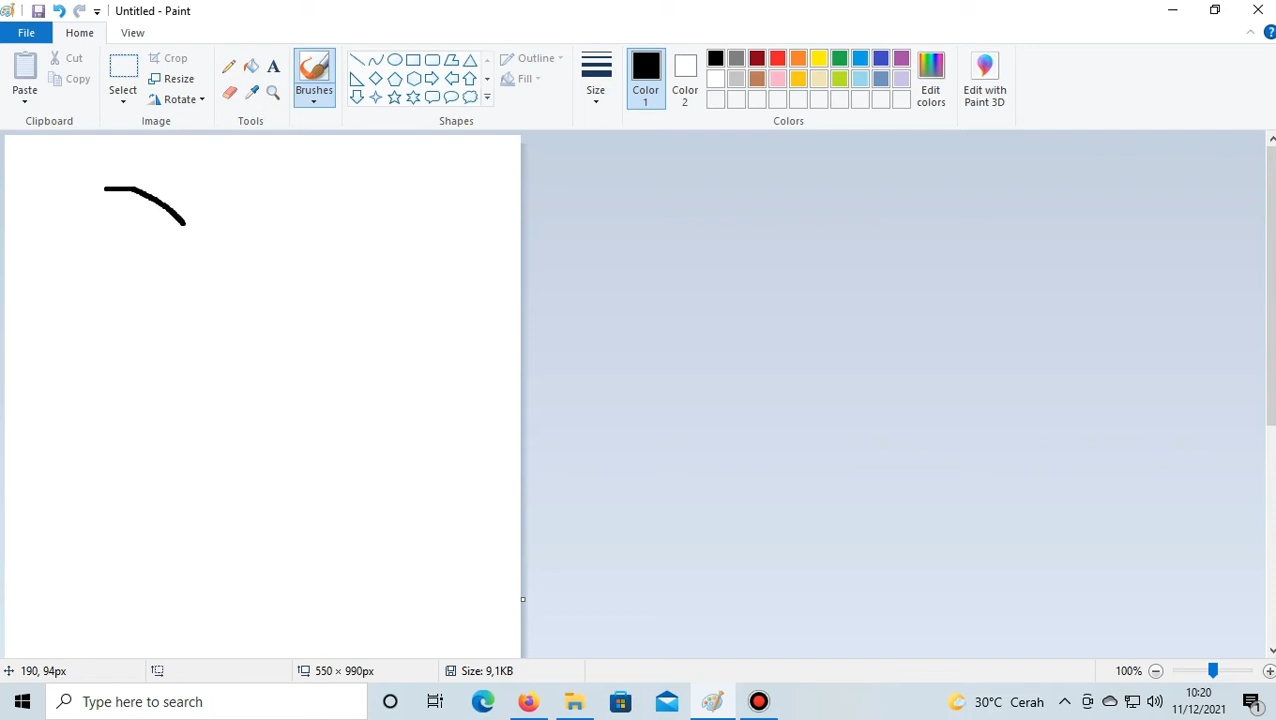 Untitled - Paint
File
Home
View
Paste
Cut
Copy
Clipboard
Select
Crop
Resize
Rotate
Image
A
Tools
Brushes
Outline
Fill
Shapes
Size
Color 1
Color 2
Edit colors
Colors
Edit with Paint 3D
190, 94px
550 × 990px
Size: 9,1KB
100%
Type here to search
30°C Cerah
10:20
11/12/2021
1